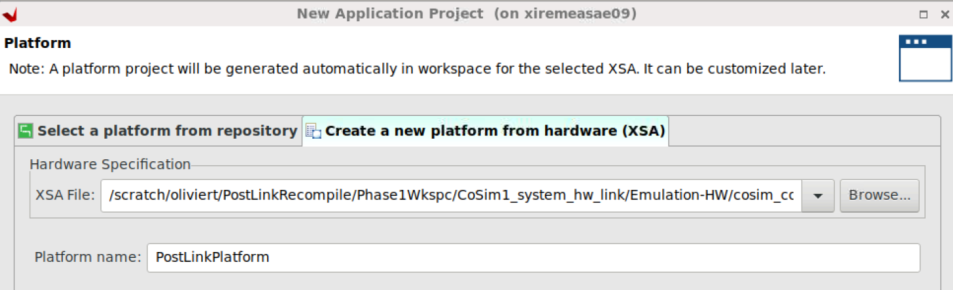 New Application Project (on xiremeasae09)
Platform
Note: A platform project will be generated automatically in workspace for the selected XSA. It can be customized later.
Select a platform from repository
Create a new platform from hardware (XSA)
Hardware Specification
XSA File: /scratch/oliviert/PostLinkRecompile/Phase1Wkspc/CoSim1_system_hw_link/Emulation-HW/cosim_cc Browse...
Platform name: PostLinkPlatform